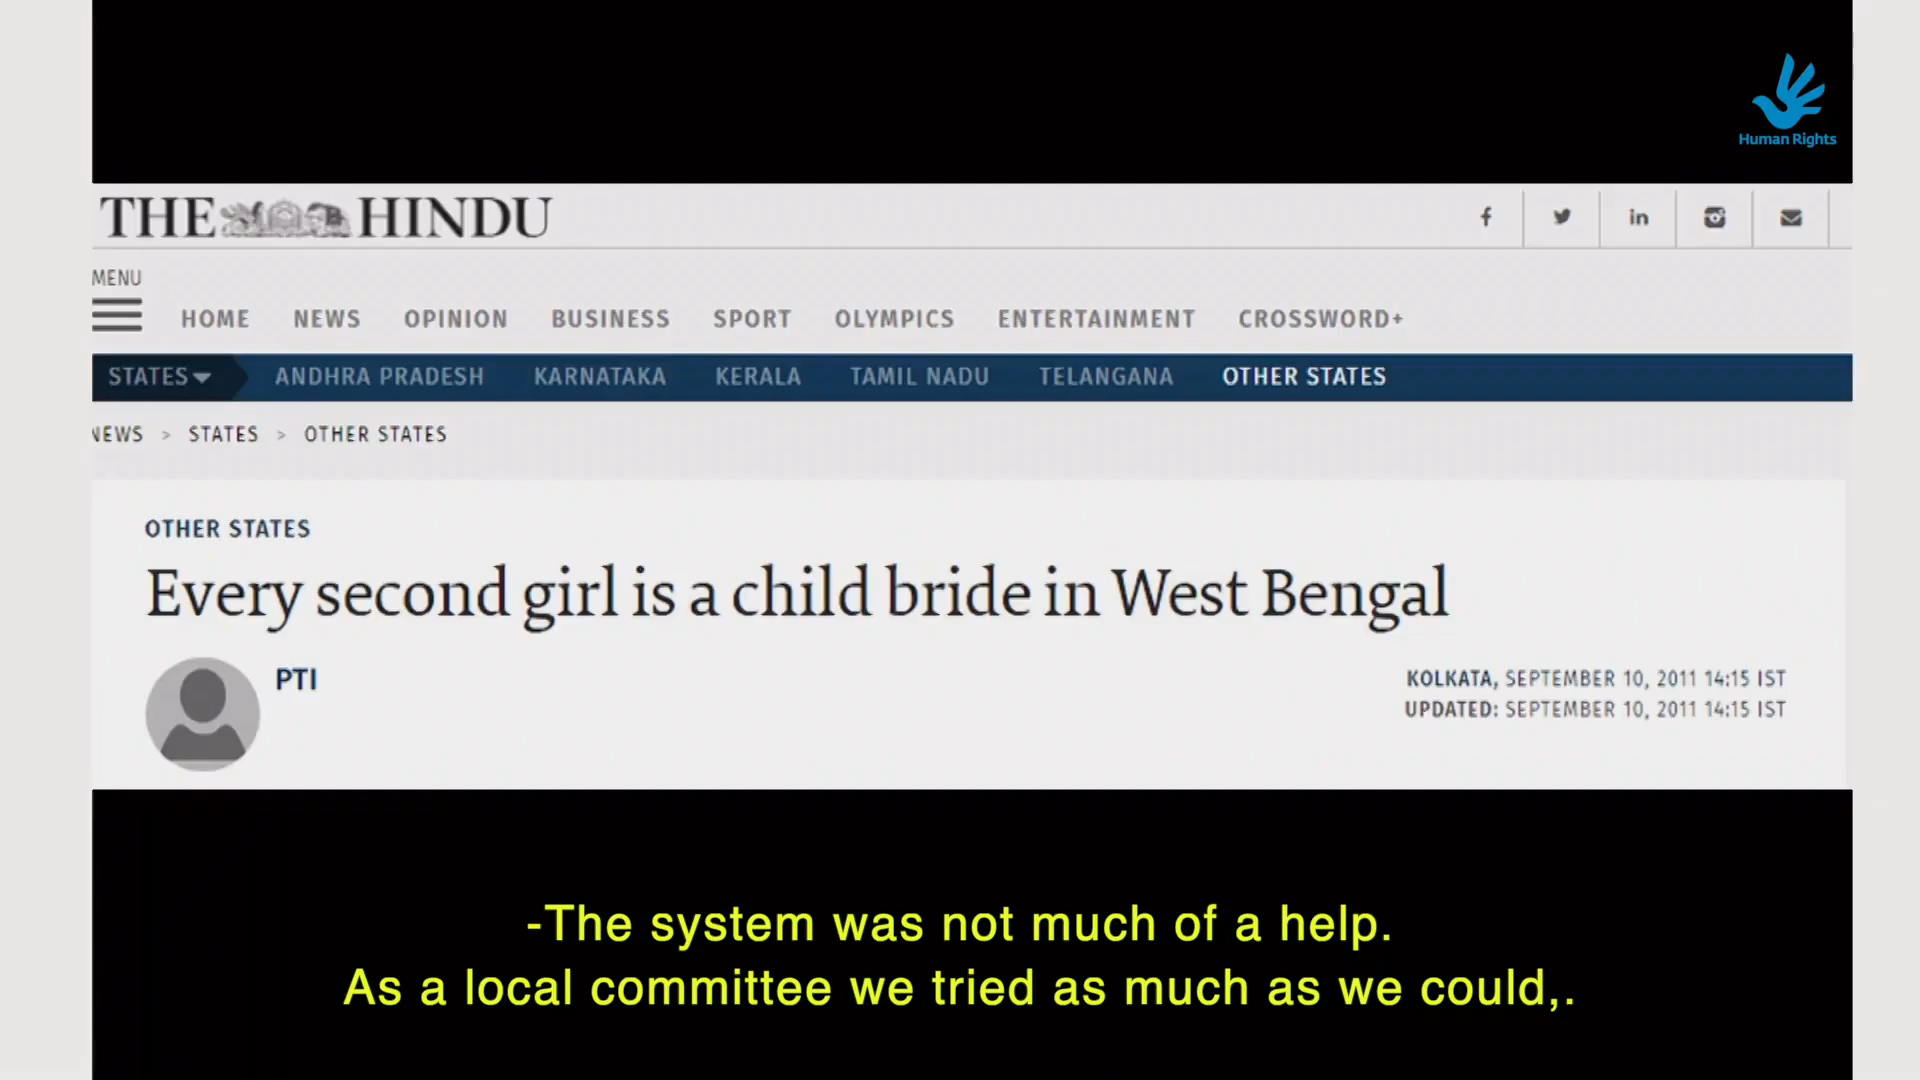 Human Rights
THE HINDU
MENU
HOME NEWS OPINION BUSINESS SPORT OLYMPICS ENTERTAINMENT CROSSWORD+
STATES ANDHRA PRADESH KARNATAKA KERALA TAMIL NADU TELANGANA OTHER STATES
NEWS > STATES > OTHER STATES
OTHER STATES
Every second girl is a child bride in West Bengal
PTI
KOLKATA, SEPTEMBER 10, 2011 14:15 IST
UPDATED: SEPTEMBER 10, 2011 14:15 IST
-The system was not much of a help.
As a local committee we tried as much as we could,.